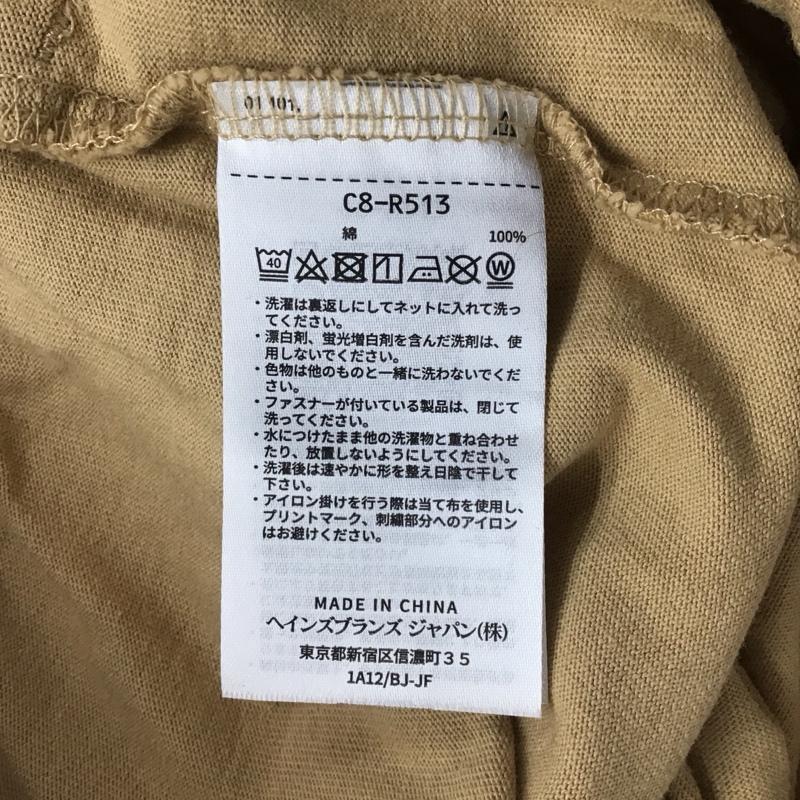 C8-R513
綿 100%
40
W
・洗濯は裏返しにしてネットに入れて洗っ
てください。
・漂白剤、蛍光増白剤を含んだ洗剤は、使
用しないでください。
・色物は他のものと一緒に洗わないでくだ
さい。
・ファスナーが付いている製品は、閉じて
洗ってください。
・水につけたまま他の洗濯物と重ね合わせ
たり、放置しないようにしてください。
・洗濯後は速やかに形を整え日陰で干して
下さい。
・アイロン掛けを行う際は当て布を使用し、
プリントマーク、刺繍部分へのアイロン
はお避けください。
MADE IN CHINA
ヘインズブランズ ジャパン(株)
東京都新宿区信濃町35
1A12/BJ-JF